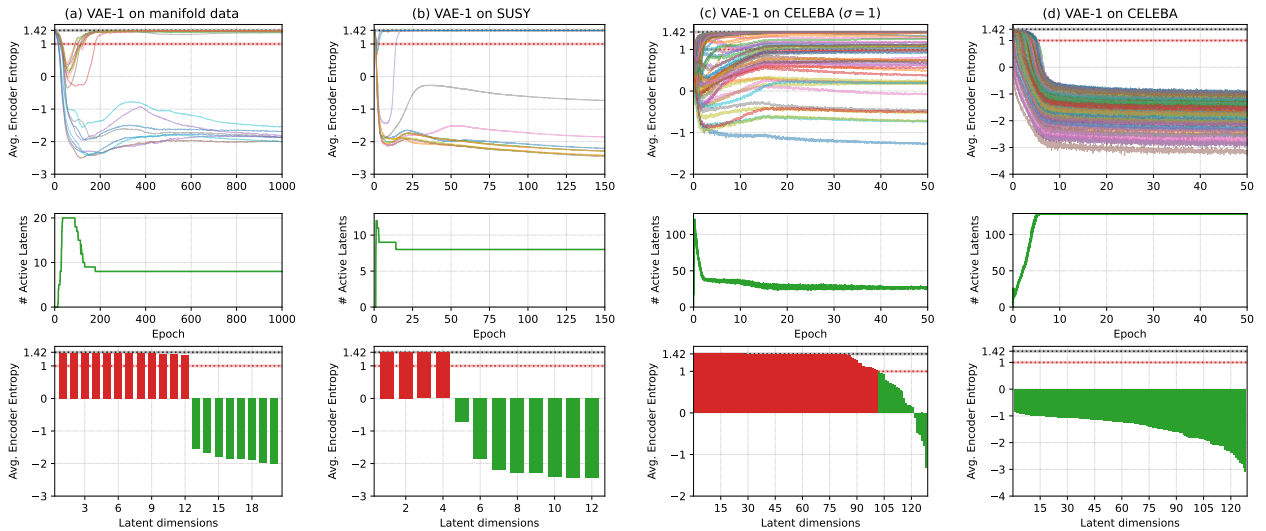 (a) VAE-1 on manifold data
Avg. Encoder Entropy
1.42
1
0
−1
−2
−3
0 200 400 600 800 1000
# Active Latents
20
10
0
0 200 400 600 800 1000
Epoch
Avg. Encoder Entropy
1.42
1
0
−1
−2
−3
3 6 9 12 15 18
Latent dimensions
(b) VAE-1 on SUSY
Avg. Encoder Entropy
1.42
1
0
−1
−2
−3
0 25 50 75 100 125 150
# Active Latents
10
5
0
0 25 50 75 100 125 150
Epoch
Avg. Encoder Entropy
1.42
1
0
−1
−2
−3
2 4 6 8 10 12
Latent dimensions
(c) VAE-1 on CELEBA (σ = 1)
Avg. Encoder Entropy
1.42
1
0
−1
−2
0 10 20 30 40 50
# Active Latents
100
50
0
0 10 20 30 40 50
Epoch
Avg. Encoder Entropy
1.42
1
0
−1
−2
15 30 45 60 75 90 105 120
Latent dimensions
(d) VAE-1 on CELEBA
Avg. Encoder Entropy
1.42
1
0
−1
−2
−3
−4
0 10 20 30 40 50
# Active Latents
100
50
0
0 10 20 30 40 50
Epoch
Avg. Encoder Entropy
1.42
1
0
−1
−2
−3
−4
15 30 45 60 75 90 105 120
Latent dimensions